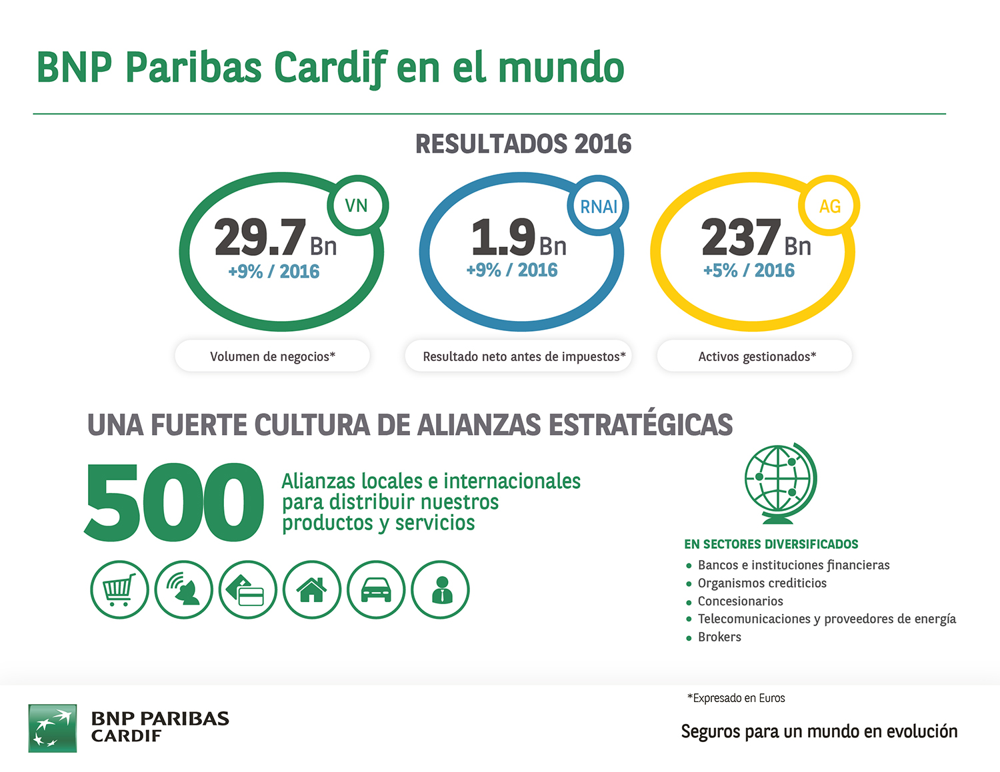 BNP Paribas Cardif en el mundo
RESULTADOS 2016
VN
29.7 Bn
+9% / 2016
Volumen de negocios*
RNAI
1.9 Bn
+9% / 2016
Resultado neto antes de impuestos*
AG
237 Bn
+5% / 2016
Activos gestionados*
UNA FUERTE CULTURA DE ALIANZAS ESTRATÉGICAS
500
Alianzas locales e internacionales
para distribuir nuestros
productos y servicios
EN SECTORES DIVERSIFICADOS
• Bancos e instituciones financieras
• Organismos crediticios
• Concesionarios
• Telecomunicaciones y proveedores de energía
• Brokers
*Expresado en Euros
BNP PARIBAS
CARDIF
Seguros para un mundo en evolución